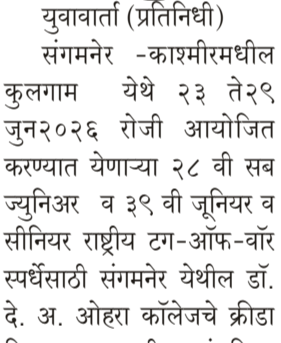 युवावार्ता (प्रतिनिधी)
संगमनेर -काश्मीरमधील
कुलगाम येथे २३ ते२९
जुन२०२६ रोजी आयोजित
करण्यात येणाऱ्या २८ वी सब
ज्युनिअर व ३९ वी जूनियर व
सीनियर राष्ट्रीय टग-ऑफ-वॉर
स्पर्धेसाठी संगमनेर येथील डॉ.
दे. अ. ओहरा कॉलेजचे क्रीडा